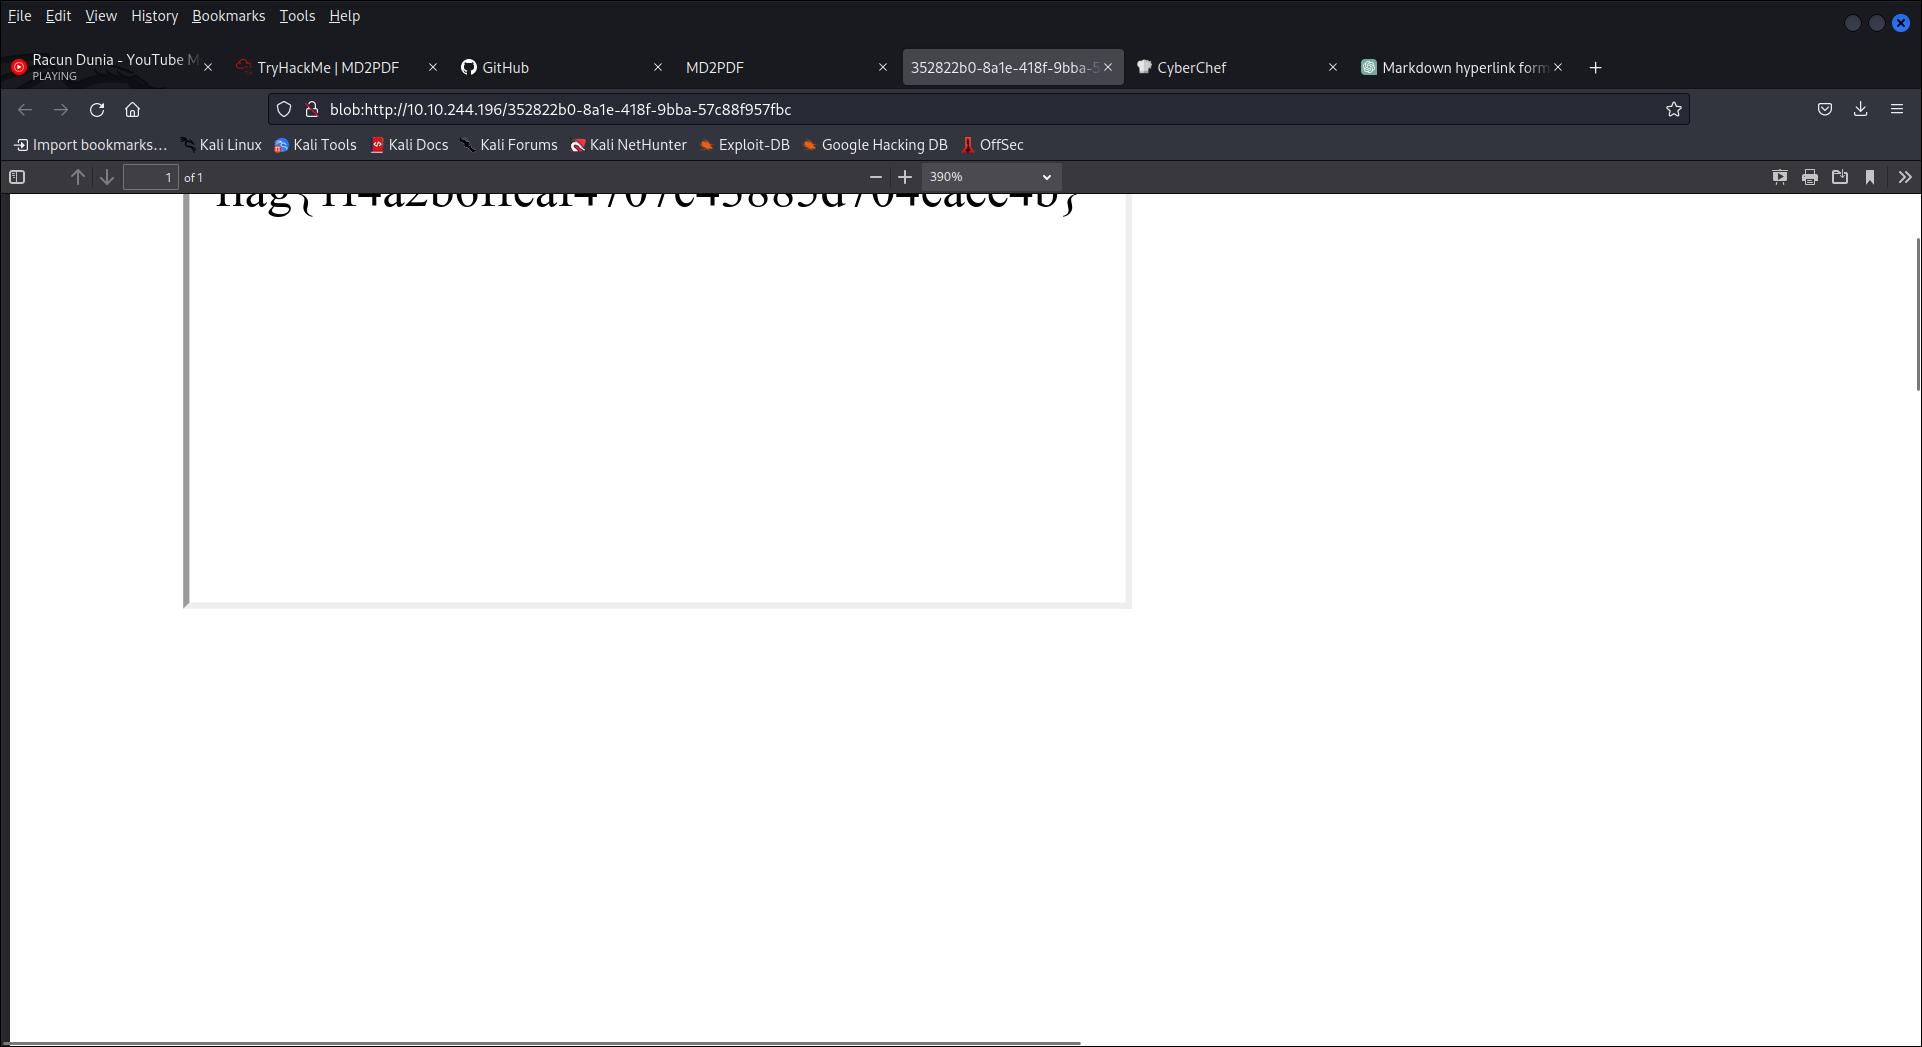 File Edit View History Bookmarks Tools Help
Racun Dunia - YouTube M
PLAYING
TryHackMe | MD2PDF
GitHub
MD2PDF
352822b0-8a1e-418f-9bba-5
CyberChef
Markdown hyperlink form
blob:http://10.10.244.196/352822b0-8a1e-418f-9bba-57c88f957fbc
Import bookmarks... Kali Linux Kali Tools Kali Docs Kali Forums Kali NetHunter Exploit-DB Google Hacking DB OffSec
1 of 1
390%